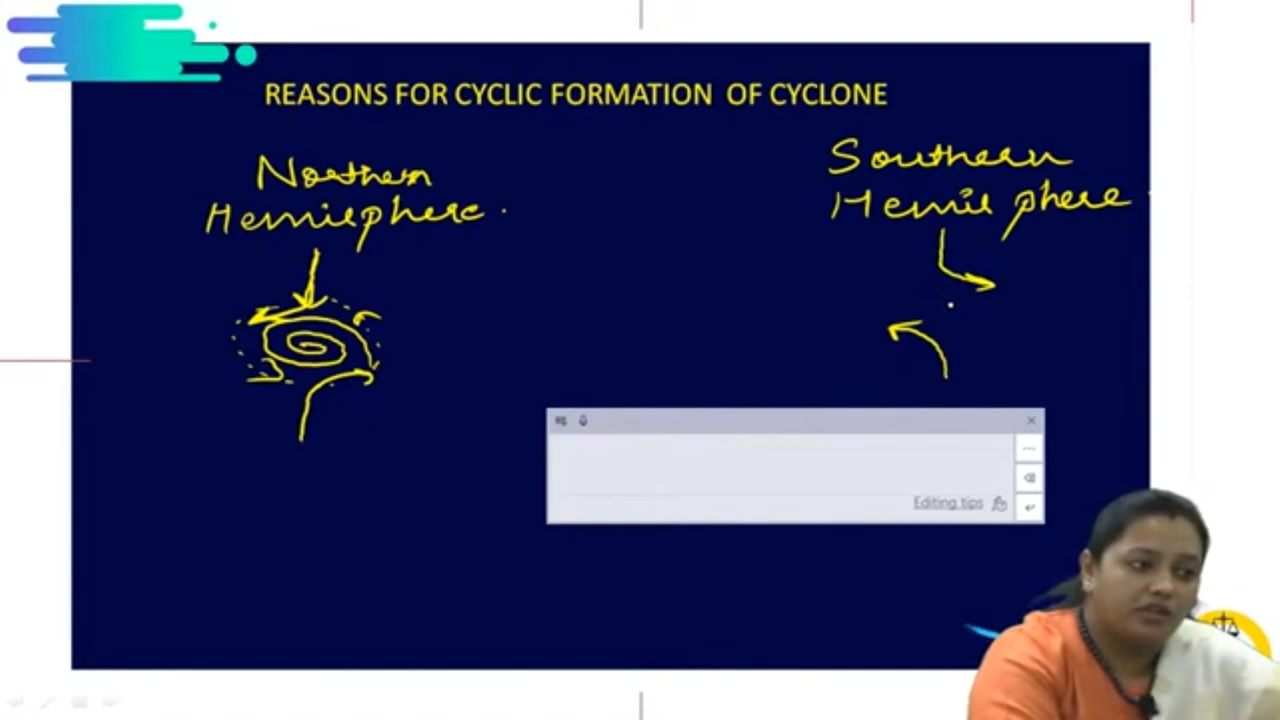 REASONS FOR CYCLIC FORMATION OF CYCLONE
Northern
Hemisphere.
Southern
Hemisphere
Editing tips